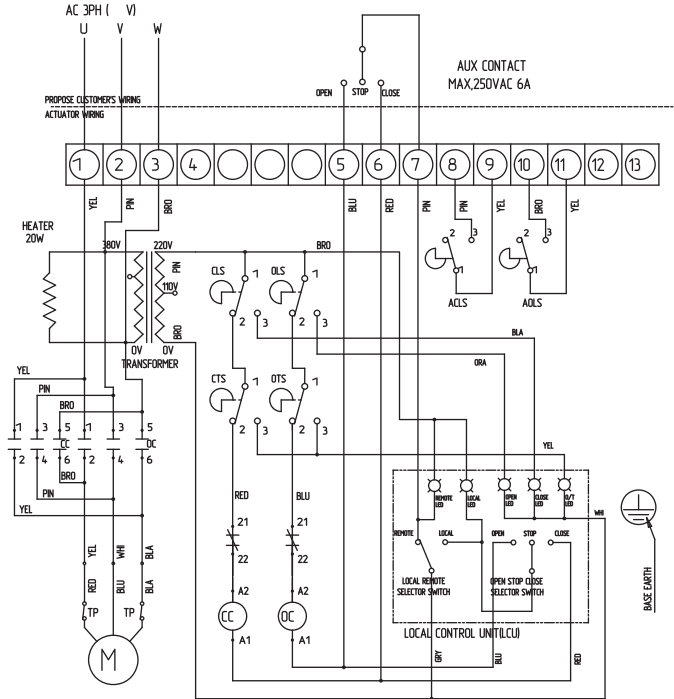 AC 3PH ( V)
U V W
AUX CONTACT
MAX,250VAC 6A
OPEN STOP CLOSE
PROPOSE CUSTOMER'S WIRING
ACTUATOR WIRING
1 2 3 4 5 6 7 8 9 10 11 12 13
YEL PIN BRO BLU RED PIN PIN YEL BRO YEL
HEATER
20W
380V 220V
PIN
110V
BRO
0V 0V
TRANSFORMER
BRO
CLS 1 OLS 1
2 3 2 3
2 3 2 3
1 1
ACLS AOLS
BLA
ORA
CTS 1 OTS 1
2 3 2 3
YEL
YEL
PIN
BRO
1 3 5 1 3 5
CC OC
2 4 6 2 4 6
BRO
PIN
YEL
RED BLU
21 21
22 22
A2 A2
CC OC
A1 A1
YEL WHI BLA
RED BLU BLA
TP TP
M
REMOTE LED
LOCAL LED
OPEN LED
CLOSE LED
O/T LED
WHI
REMOTE LOCAL OPEN STOP CLOSE
LOCAL REMOTE
SELECTOR SWITCH
OPEN STOP CLOSE
SELECTOR SWITCH
LOCAL CONTROL UNIT(LCU)
GRY BLU RED
BASE EARTH